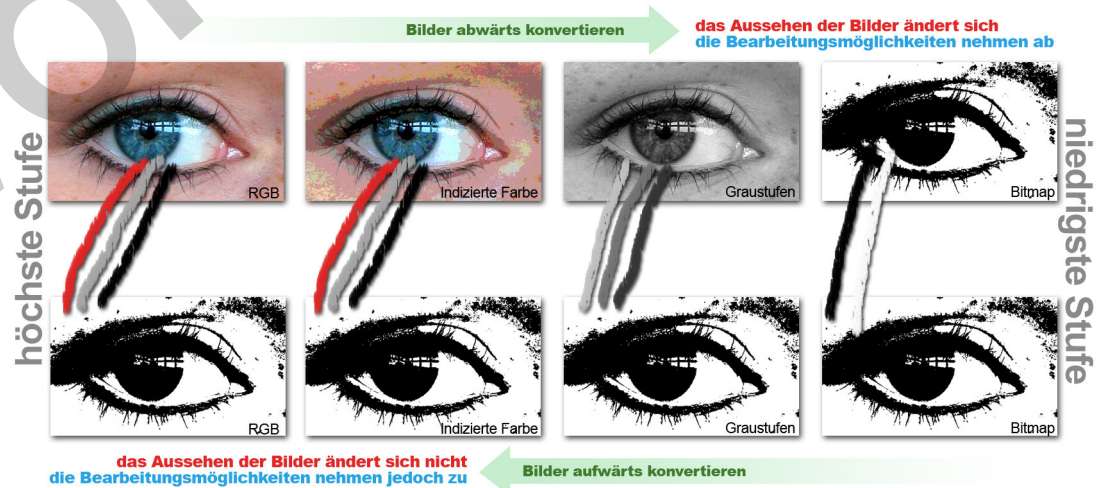 Bilder abwärts konvertieren
das Aussehen der Bilder ändert sich
die Bearbeitungsmöglichkeiten nehmen ab
höchste Stufe
RGB
Indizierte Farbe
Graustufen
Bitmap
niedrigste Stufe
RGB
Indizierte Farbe
Graustufen
Bitmap
das Aussehen der Bilder ändert sich nicht
die Bearbeitungsmöglichkeiten nehmen jedoch zu
Bilder aufwärts konvertieren